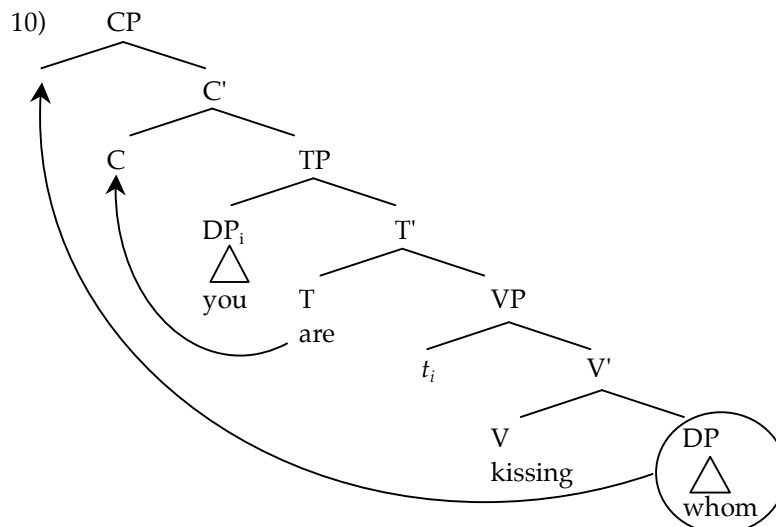 10) CP
C'
C TP
DPi T'
you T VP
are
ti V'
V DP
kissing
whom